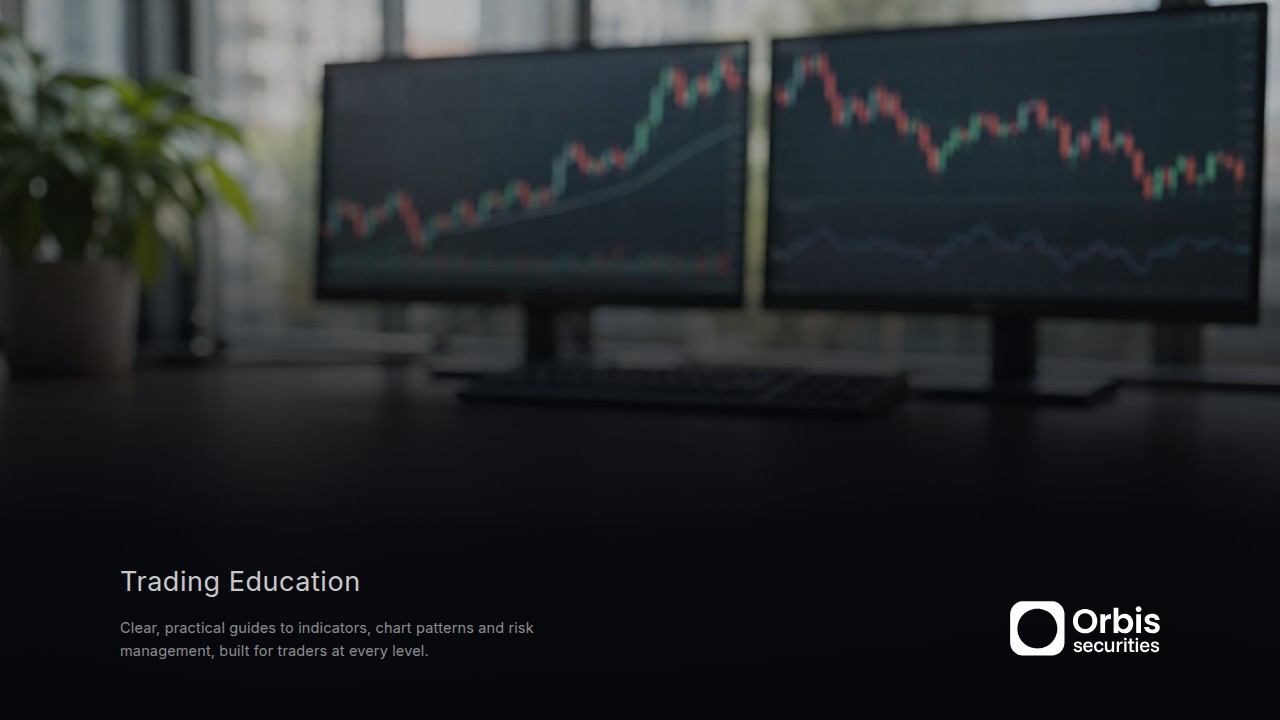 Trading Education
Clear, practical guides to indicators, chart patterns and risk
management, built for traders at every level.
Orbis
securities